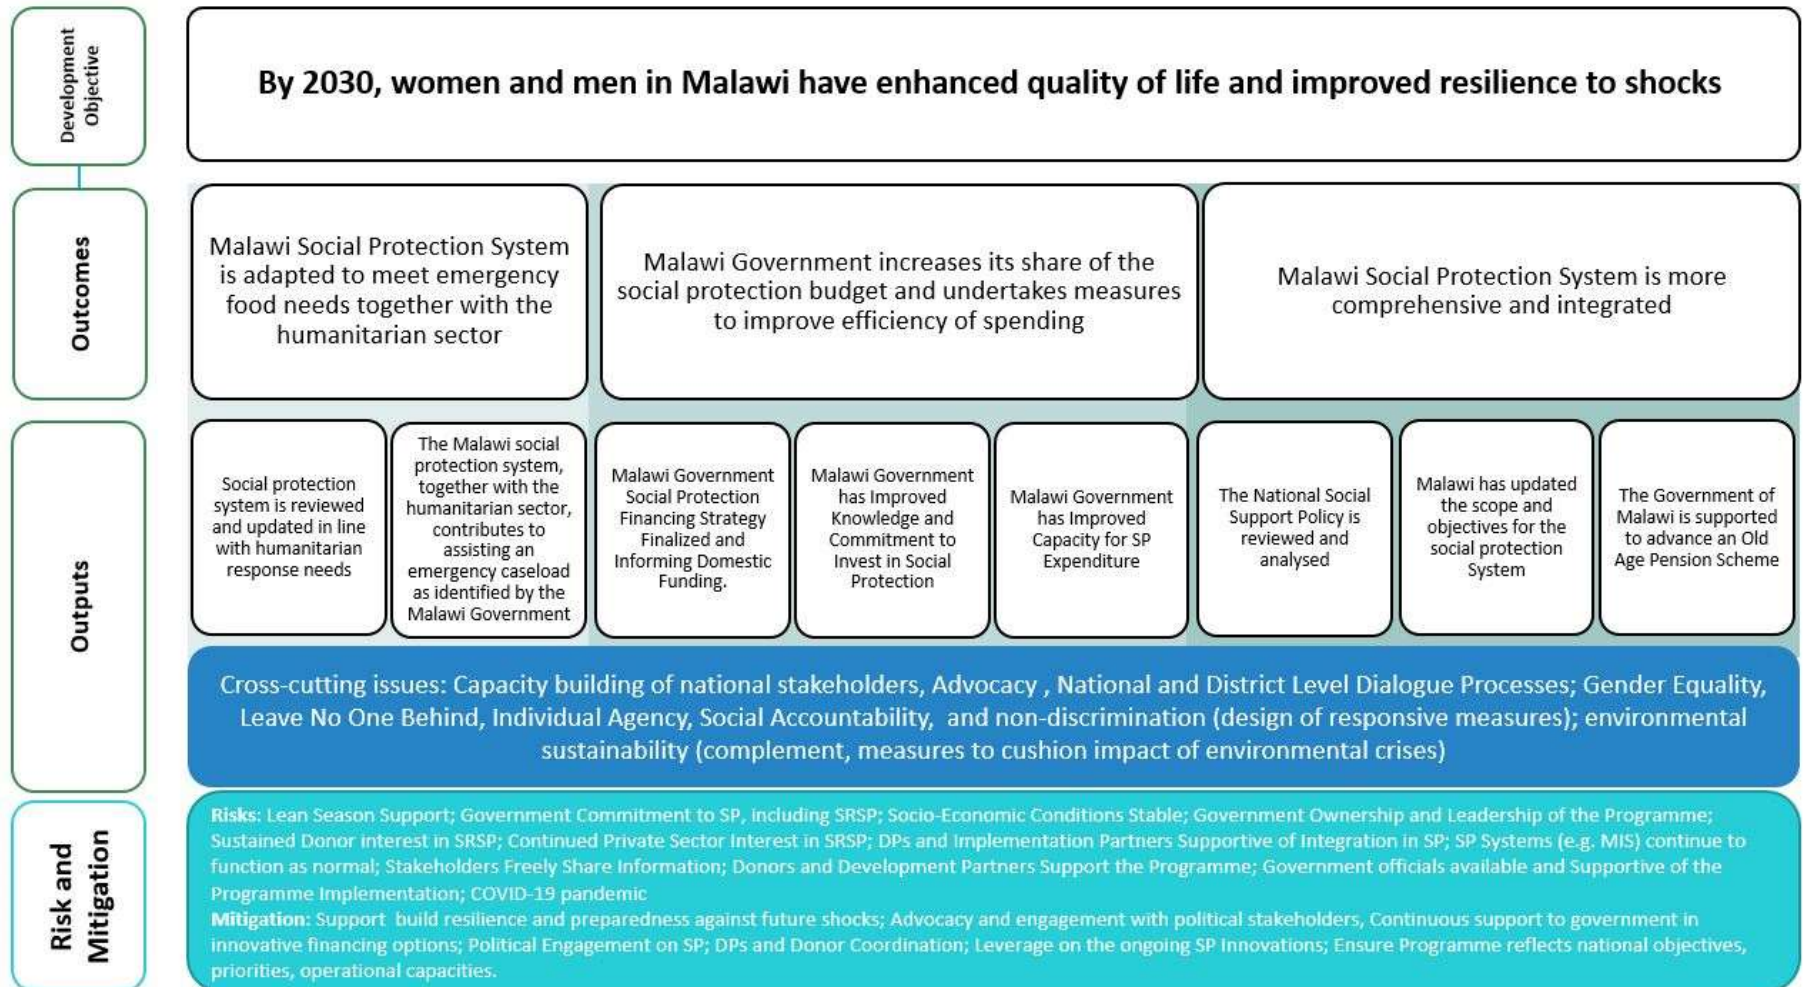 Development
Objective
By 2030, women and men in Malawi have enhanced quality of life and improved resilience to shocks
Outcomes
Malawi Social Protection System
is adapted to meet emergency
food needs together with the
humanitarian sector
Malawi Government increases its share of the
social protection budget and undertakes measures
to improve efficiency of spending
Malawi Social Protection System is more
comprehensive and integrated
Outputs
Social protection
system is reviewed
and updated in line
with humanitarian
response needs
The Malawi social
protection system,
together with the
humanitarian sector,
contributes to
assisting an
emergency caseload
as identified by the
Malawi Government
Malawi Government
Social Protection
Financing Strategy
Finalized and
Informing Domestic
Funding.
Malawi Government
has Improved
Knowledge and
Commitment to
Invest in Social
Protection
Malawi Government
has Improved
Capacity for SP
Expenditure
The National Social
Support Policy is
reviewed and
analysed
Malawi has updated
the scope and
objectives for the
social protection
System
The Government of
Malawi is supported
to advance an Old
Age Pension Scheme
Cross-cutting issues: Capacity building of national stakeholders, Advocacy , National and District Level Dialogue Processes; Gender Equality,
Leave No One Behind, Individual Agency, Social Accountability,  and non-discrimination (design of responsive measures); environmental
sustainability (complement, measures to cushion impact of environmental crises)
Risk and
Mitigation
Risks: Lean Season Support; Government Commitment to SP, including SRSP; Socio-Economic Conditions Stable; Government Ownership and Leadership of the Programme;
Sustained Donor interest in SRSP; Continued Private Sector Interest in SRSP; DPs and Implementation Partners Supportive of Integration in SP; SP Systems (e.g. MIS) continue to
function as normal; Stakeholders Freely Share Information; Donors and Development Partners Support the Programme; Government officials available and Supportive of the
Programme Implementation; COVID-19 pandemic
Mitigation: Support  build resilience and preparedness against future shocks; Advocacy and engagement with political stakeholders, Continuous support to government in
innovative financing options; Political Engagement on SP; DPs and Donor Coordination; Leverage on the ongoing SP Innovations; Ensure Programme reflects national objectives,
priorities, operational capacities.